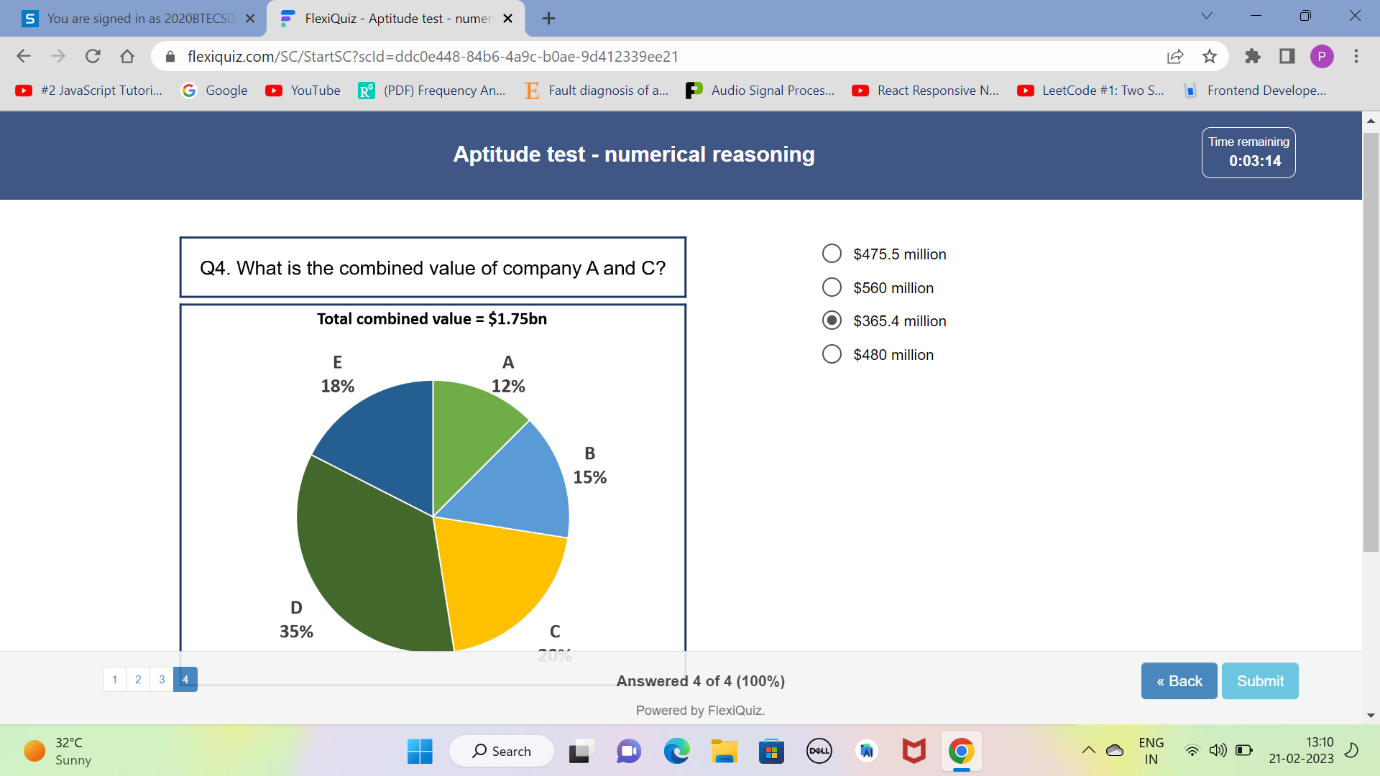 You are signed in as 2020BTECS0
FlexiQuiz - Aptitude test - numer
flexiquiz.com/SC/StartSC?scId=ddc0e448-84b6-4a9c-b0ae-9d412339ee21
P
#2 JavaScript Tutori... Google YouTube (PDF) Frequency An... Fault diagnosis of a... Audio Signal Proces... React Responsive N... LeetCode #1: Two S... Frontend Develope...
Aptitude test - numerical reasoning
Time remaining
0:03:14
Q4. What is the combined value of company A and C?
Total combined value = $1.75bn
E
18%
A
12%
B
15%
D
35%
C
20%
$475.5 million
$560 million
$365.4 million
$480 million
1 2 3 4
Answered 4 of 4 (100%)
Powered by FlexiQuiz.
« Back
Submit
32°C
Sunny
Search
DELL
ENG
IN
13:10
21-02-2023